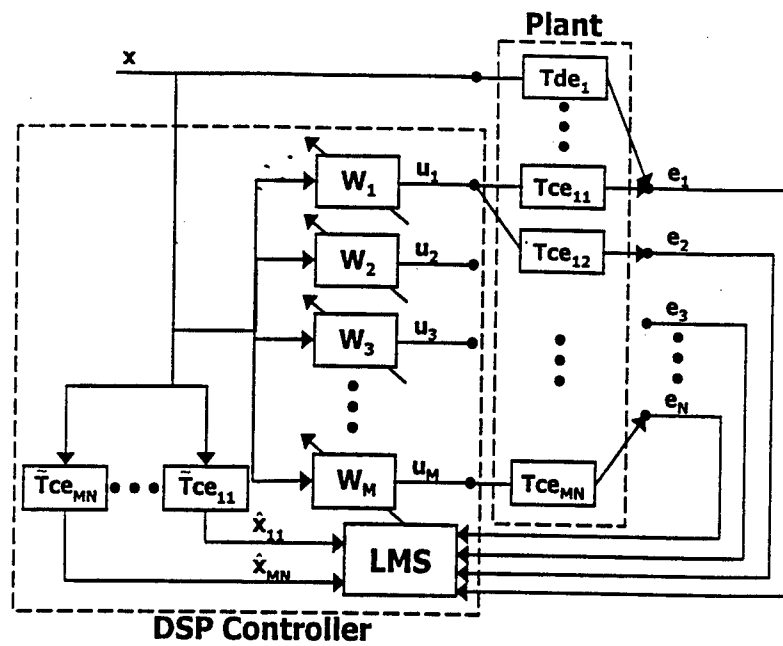 Plant
x
Tde₁
W₁
u₁
Tce₁₁
e₁
W₂
u₂
Tce₁₂
e₂
W₃
u₃
e₃
e_N
T̃ce_MN
T̃ce₁₁
W_M
u_M
Tce_MN
x̂₁₁
LMS
x̂_MN
DSP Controller